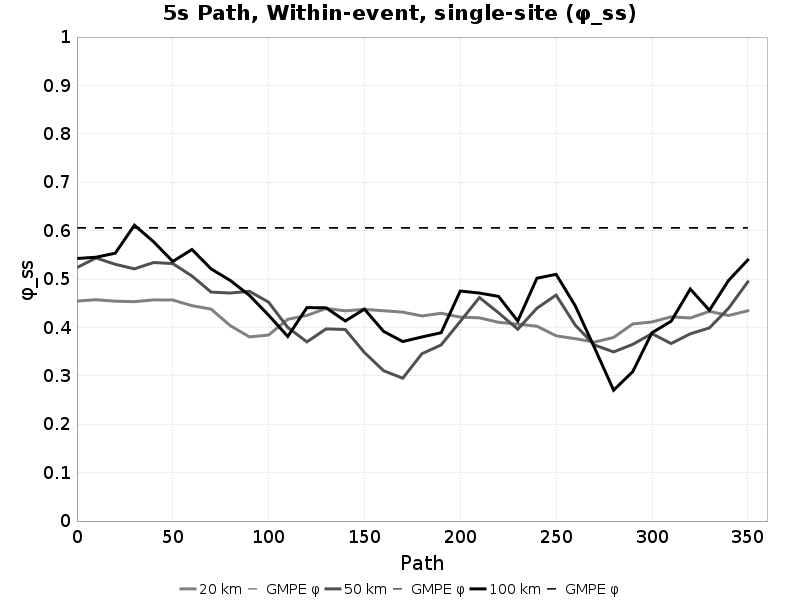 5s Path, Within-event, single-site (φ_ss)
1
0.9
0.8
0.7
0.6
0.5
0.4
0.3
0.2
0.1
0
φ_ss
0 50 100 150 200 250 300 350
Path
20 km GMPE φ 50 km GMPE φ 100 km GMPE φ